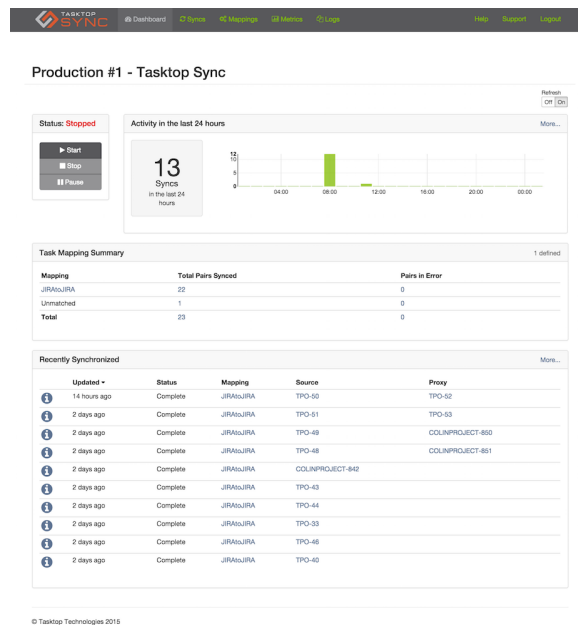 TASKTOP
SYNC
Dashboard Syncs Mappings Metrics Logs Help Support Logout
Production #1 - Tasktop Sync
Refresh
Off On
Status: Stopped
Start
Stop
Pause
Activity in the last 24 hours More...
13
Syncs
in the last 24
hours
12
10
5
0
04:00 08:00 12:00 16:00 20:00 00:00
Task Mapping Summary 1 defined
Mapping Total Pairs Synced Pairs in Error
JIRAtoJIRA 22 0
Unmatched 1 0
Total 23 0
Recently Synchronized More...
Updated Status Mapping Source Proxy
14 hours ago Complete JIRAtoJIRA TPO-50 TPO-52
2 days ago Complete JIRAtoJIRA TPO-51 TPO-53
2 days ago Complete JIRAtoJIRA TPO-49 COLINPROJECT-850
2 days ago Complete JIRAtoJIRA TPO-48 COLINPROJECT-851
2 days ago Complete JIRAtoJIRA COLINPROJECT-842
2 days ago Complete JIRAtoJIRA TPO-43
2 days ago Complete JIRAtoJIRA TPO-44
2 days ago Complete JIRAtoJIRA TPO-33
2 days ago Complete JIRAtoJIRA TPO-46
2 days ago Complete JIRAtoJIRA TPO-40
© Tasktop Technologies 2015